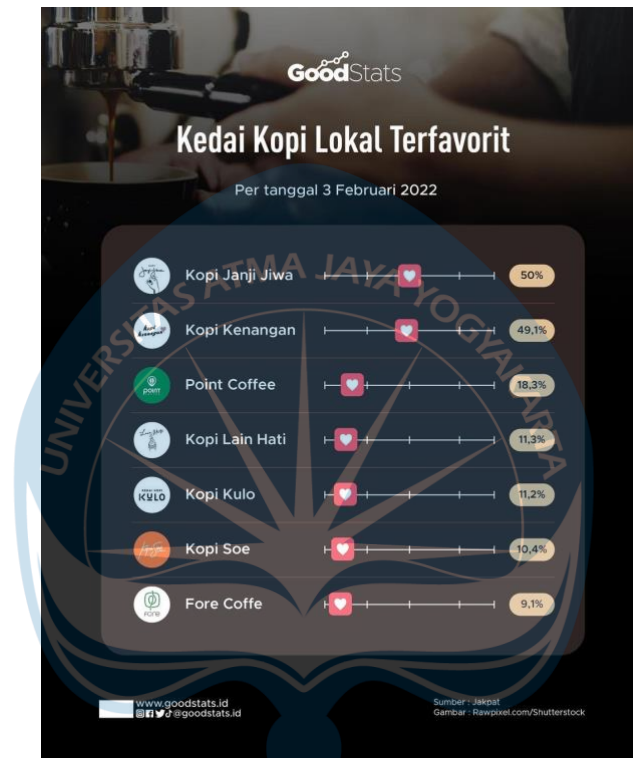 GoodStats
Kedai Kopi Lokal Terfavorit
Per tanggal 3 Februari 2022
Kopi Janji Jiwa 50%
Kopi Kenangan 49,1%
POINT Point Coffee 18,3%
Kopi Lain Hati 11,3%
KULO Kopi Kulo 11,2%
Kopi Soe 10,4%
FORE Fore Coffe 9,1%
UNIVERSITAS ATMA JAYA YOGYAKARTA
www.goodstats.id
@goodstats.id
Sumber : Jakpat
Gambar : Rawpixel.com/Shutterstock